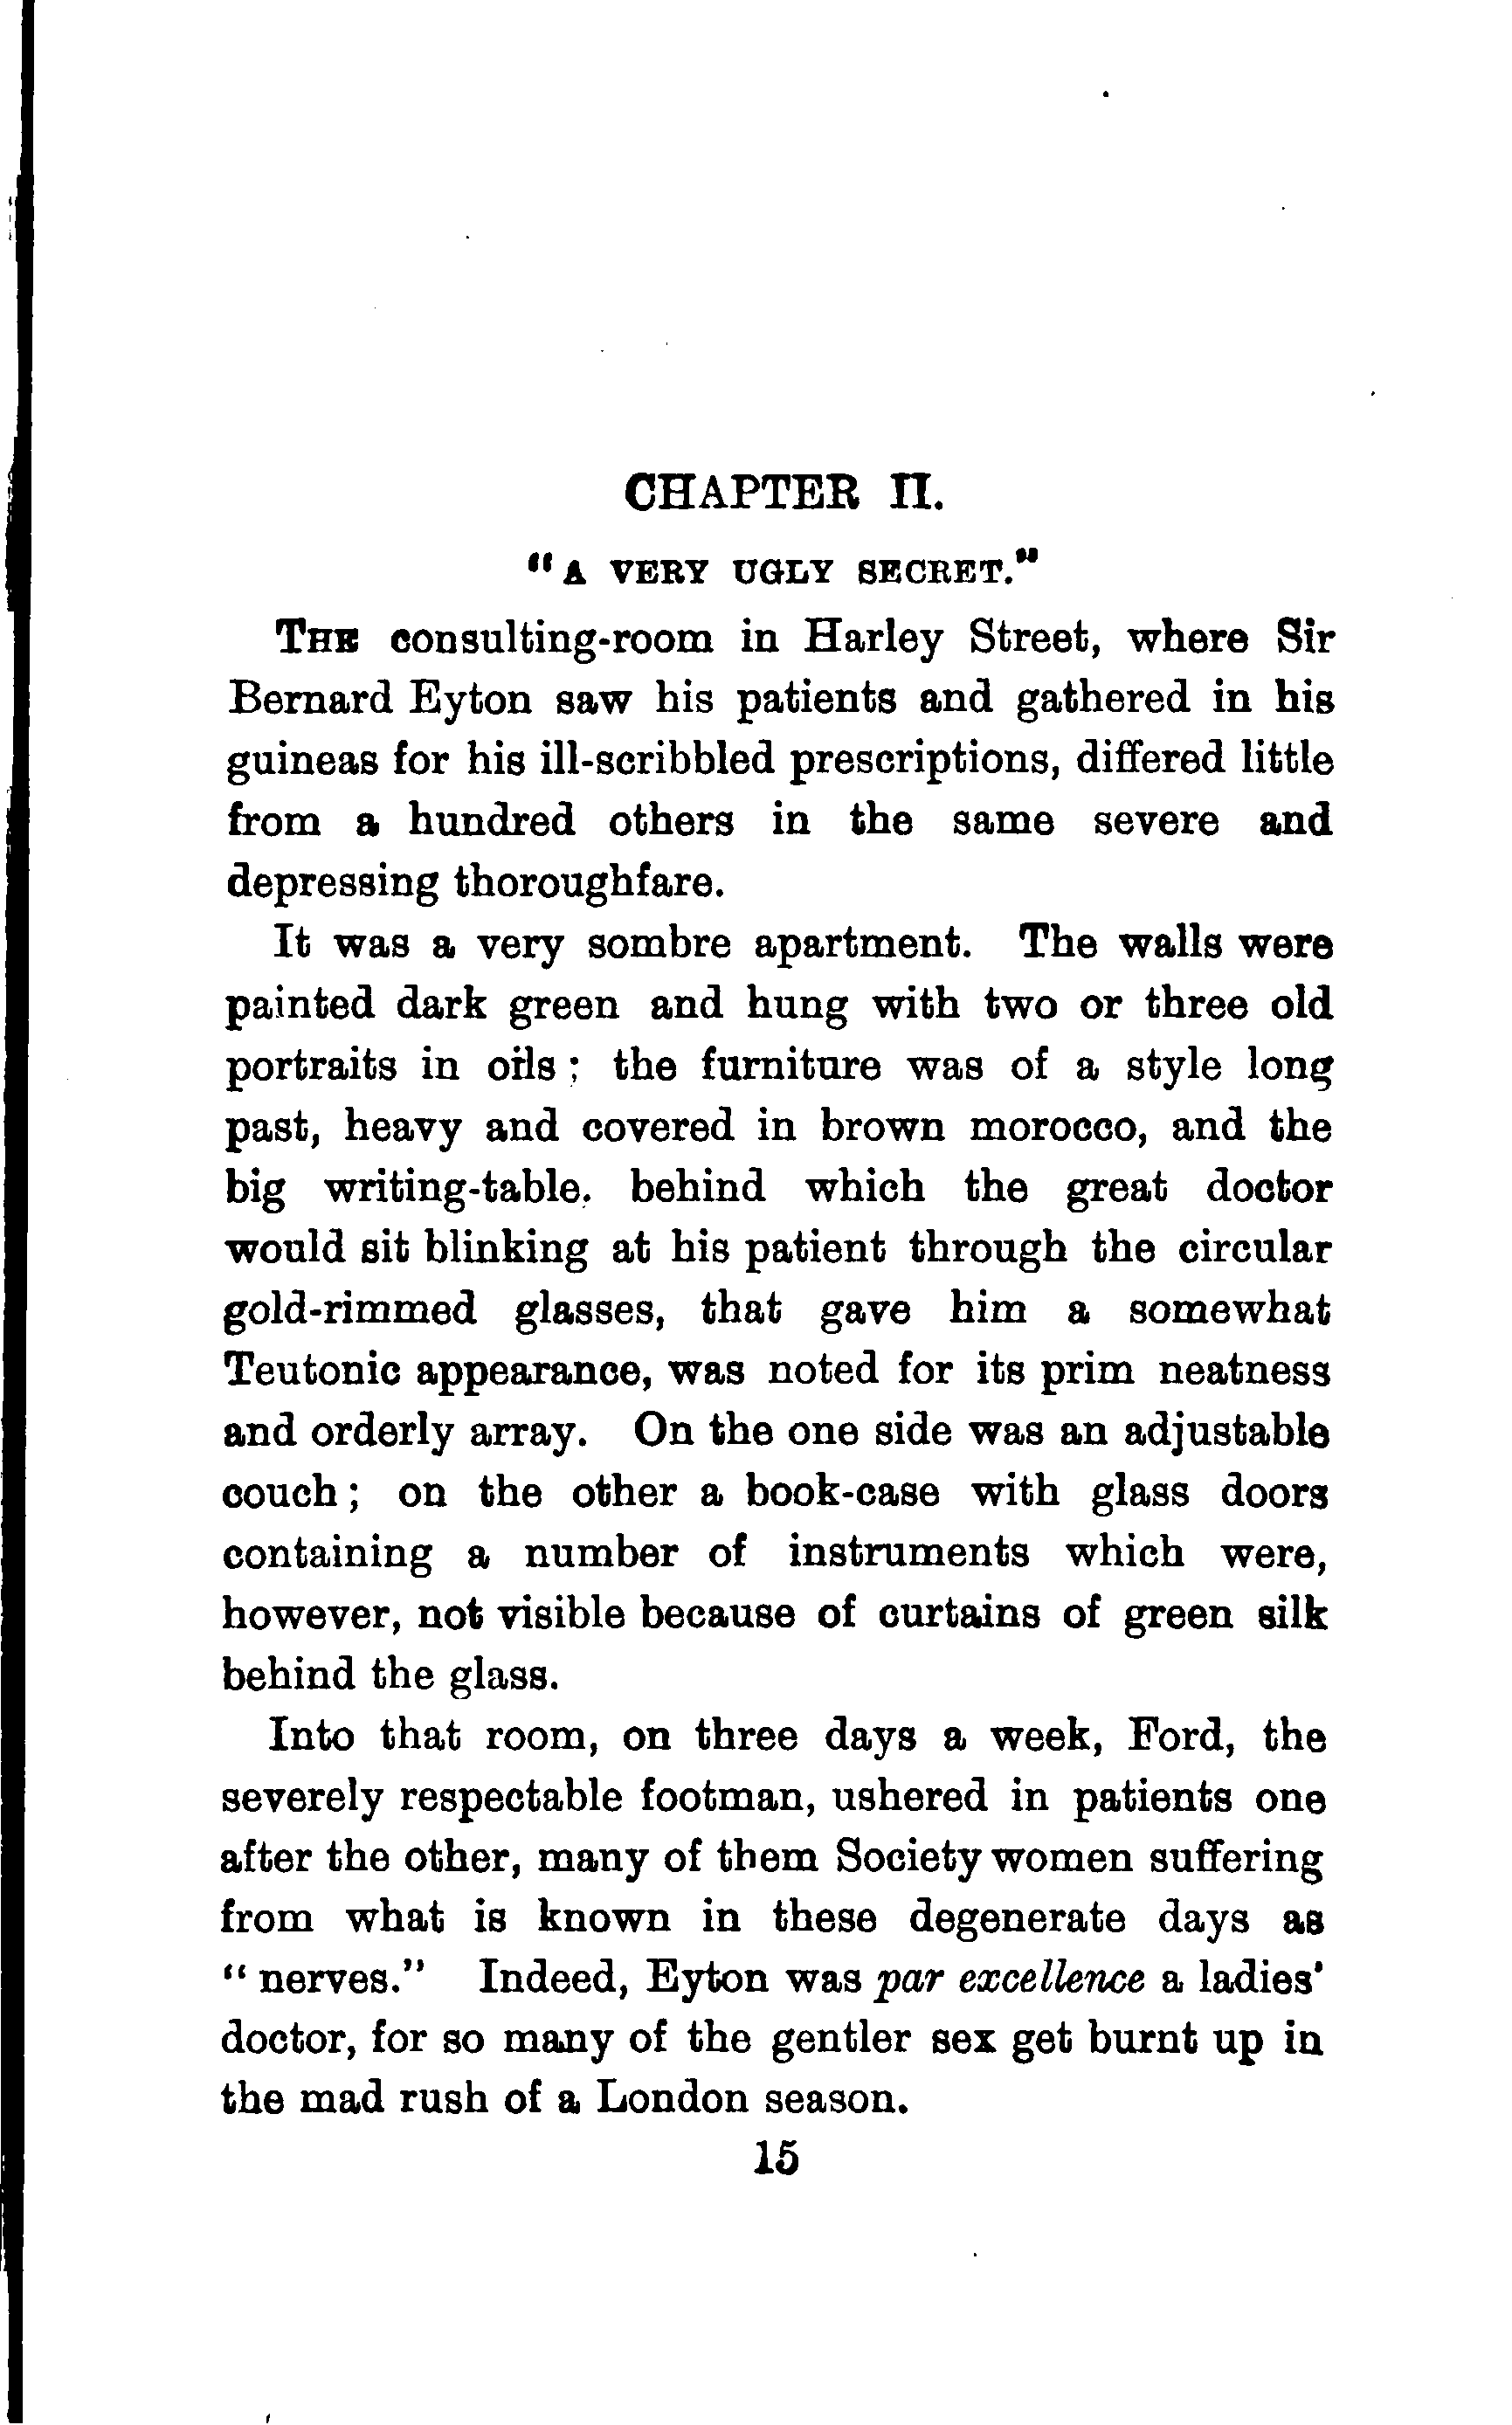 CHAPTER II.
"A VERY UGLY SECRET."
THE consulting-room in Harley Street, where Sir
Bernard Eyton saw his patients and gathered in his
guineas for his ill-scribbled prescriptions, differed little
from a hundred others in the same severe and
depressing thoroughfare.
It was a very sombre apartment. The walls were
painted dark green and hung with two or three old
portraits in oils; the furniture was of a style long
past, heavy and covered in brown morocco, and the
big writing-table, behind which the great doctor
would sit blinking at his patient through the circular
gold-rimmed glasses, that gave him a somewhat
Teutonic appearance, was noted for its prim neatness
and orderly array. On the one side was an adjustable
couch; on the other a book-case with glass doors
containing a number of instruments which were,
however, not visible because of curtains of green silk
behind the glass.
Into that room, on three days a week, Ford, the
severely respectable footman, ushered in patients one
after the other, many of them Society women suffering
from what is known in these degenerate days as
"nerves." Indeed, Eyton was par excellence a ladies'
doctor, for so many of the gentler sex get burnt up in
the mad rush of a London season.
15